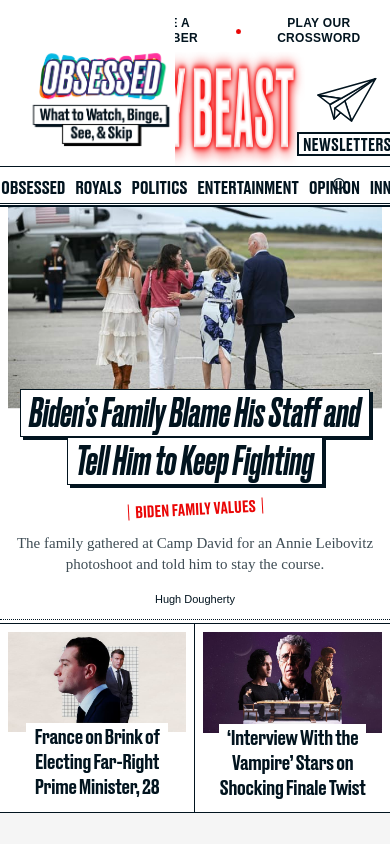 PLAY OUR
CROSSWORD
OBSESSED
What to Watch, Binge,
See, & Skip
BEAST
NEWSLETTERS
OBSESSED ROYALS POLITICS ENTERTAINMENT OPINION INN
Biden's Family Blame His Staff and
Tell Him to Keep Fighting
BIDEN FAMILY VALUES
The family gathered at Camp David for an Annie Leibovitz
photoshoot and told him to stay the course.
Hugh Dougherty
France on Brink of
Electing Far-Right
Prime Minister, 28
‘Interview With the
Vampire’ Stars on
Shocking Finale Twist